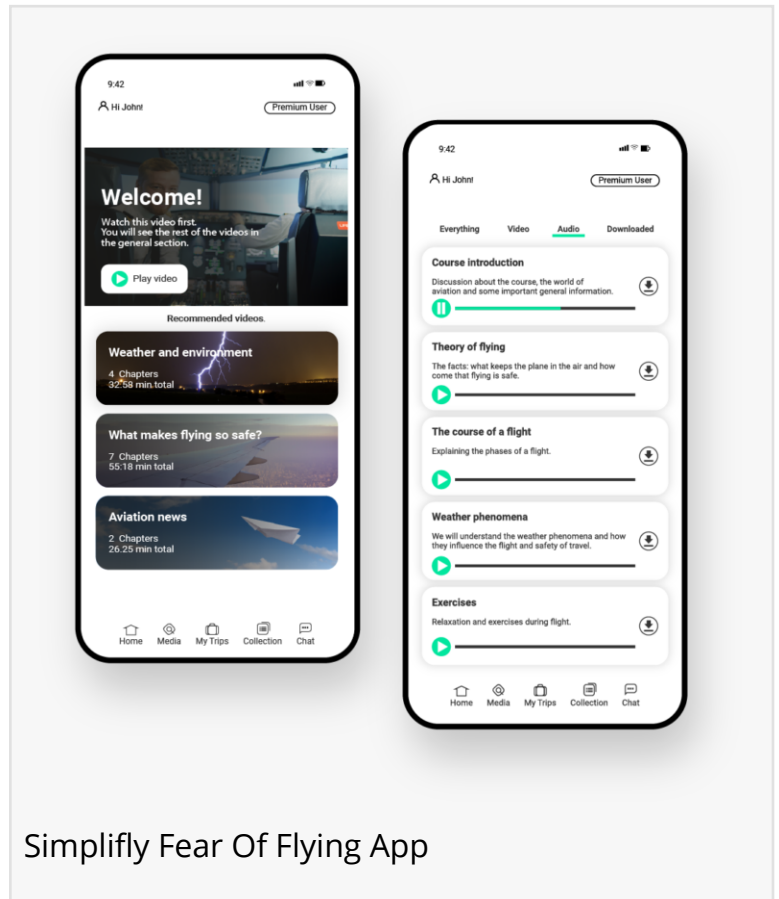 9:42
Hi John!
Premium User
Welcome!
Watch this video first.
You will see the rest of the videos in
the general section.
Play video
Recommended videos.
Weather and environment
4 Chapters
32:58 min.total
What makes flying so safe?
7 Chapters
55:18 min total
Aviation news
2 Chapters
26.25 min total
Home
Media
My Trips
Collection
Chat
9:42
Hi John!
Premium User
Everything
Video
Audio
Downloaded
Course introduction
Discussion about the course, the world of
aviation and some important general information.
Theory of flying
The facts: what keeps the plane in the air and how
come that flying is safe.
The course of a flight
Explaining the phases of a flight.
Weather phenomena
We will understand the weather phenomena and how
they influence the flight and safety of travel.
Exercises
Relaxation and exercises during flight.
Home
Media
My Trips
Collection
Chat
Simplifly Fear Of Flying App